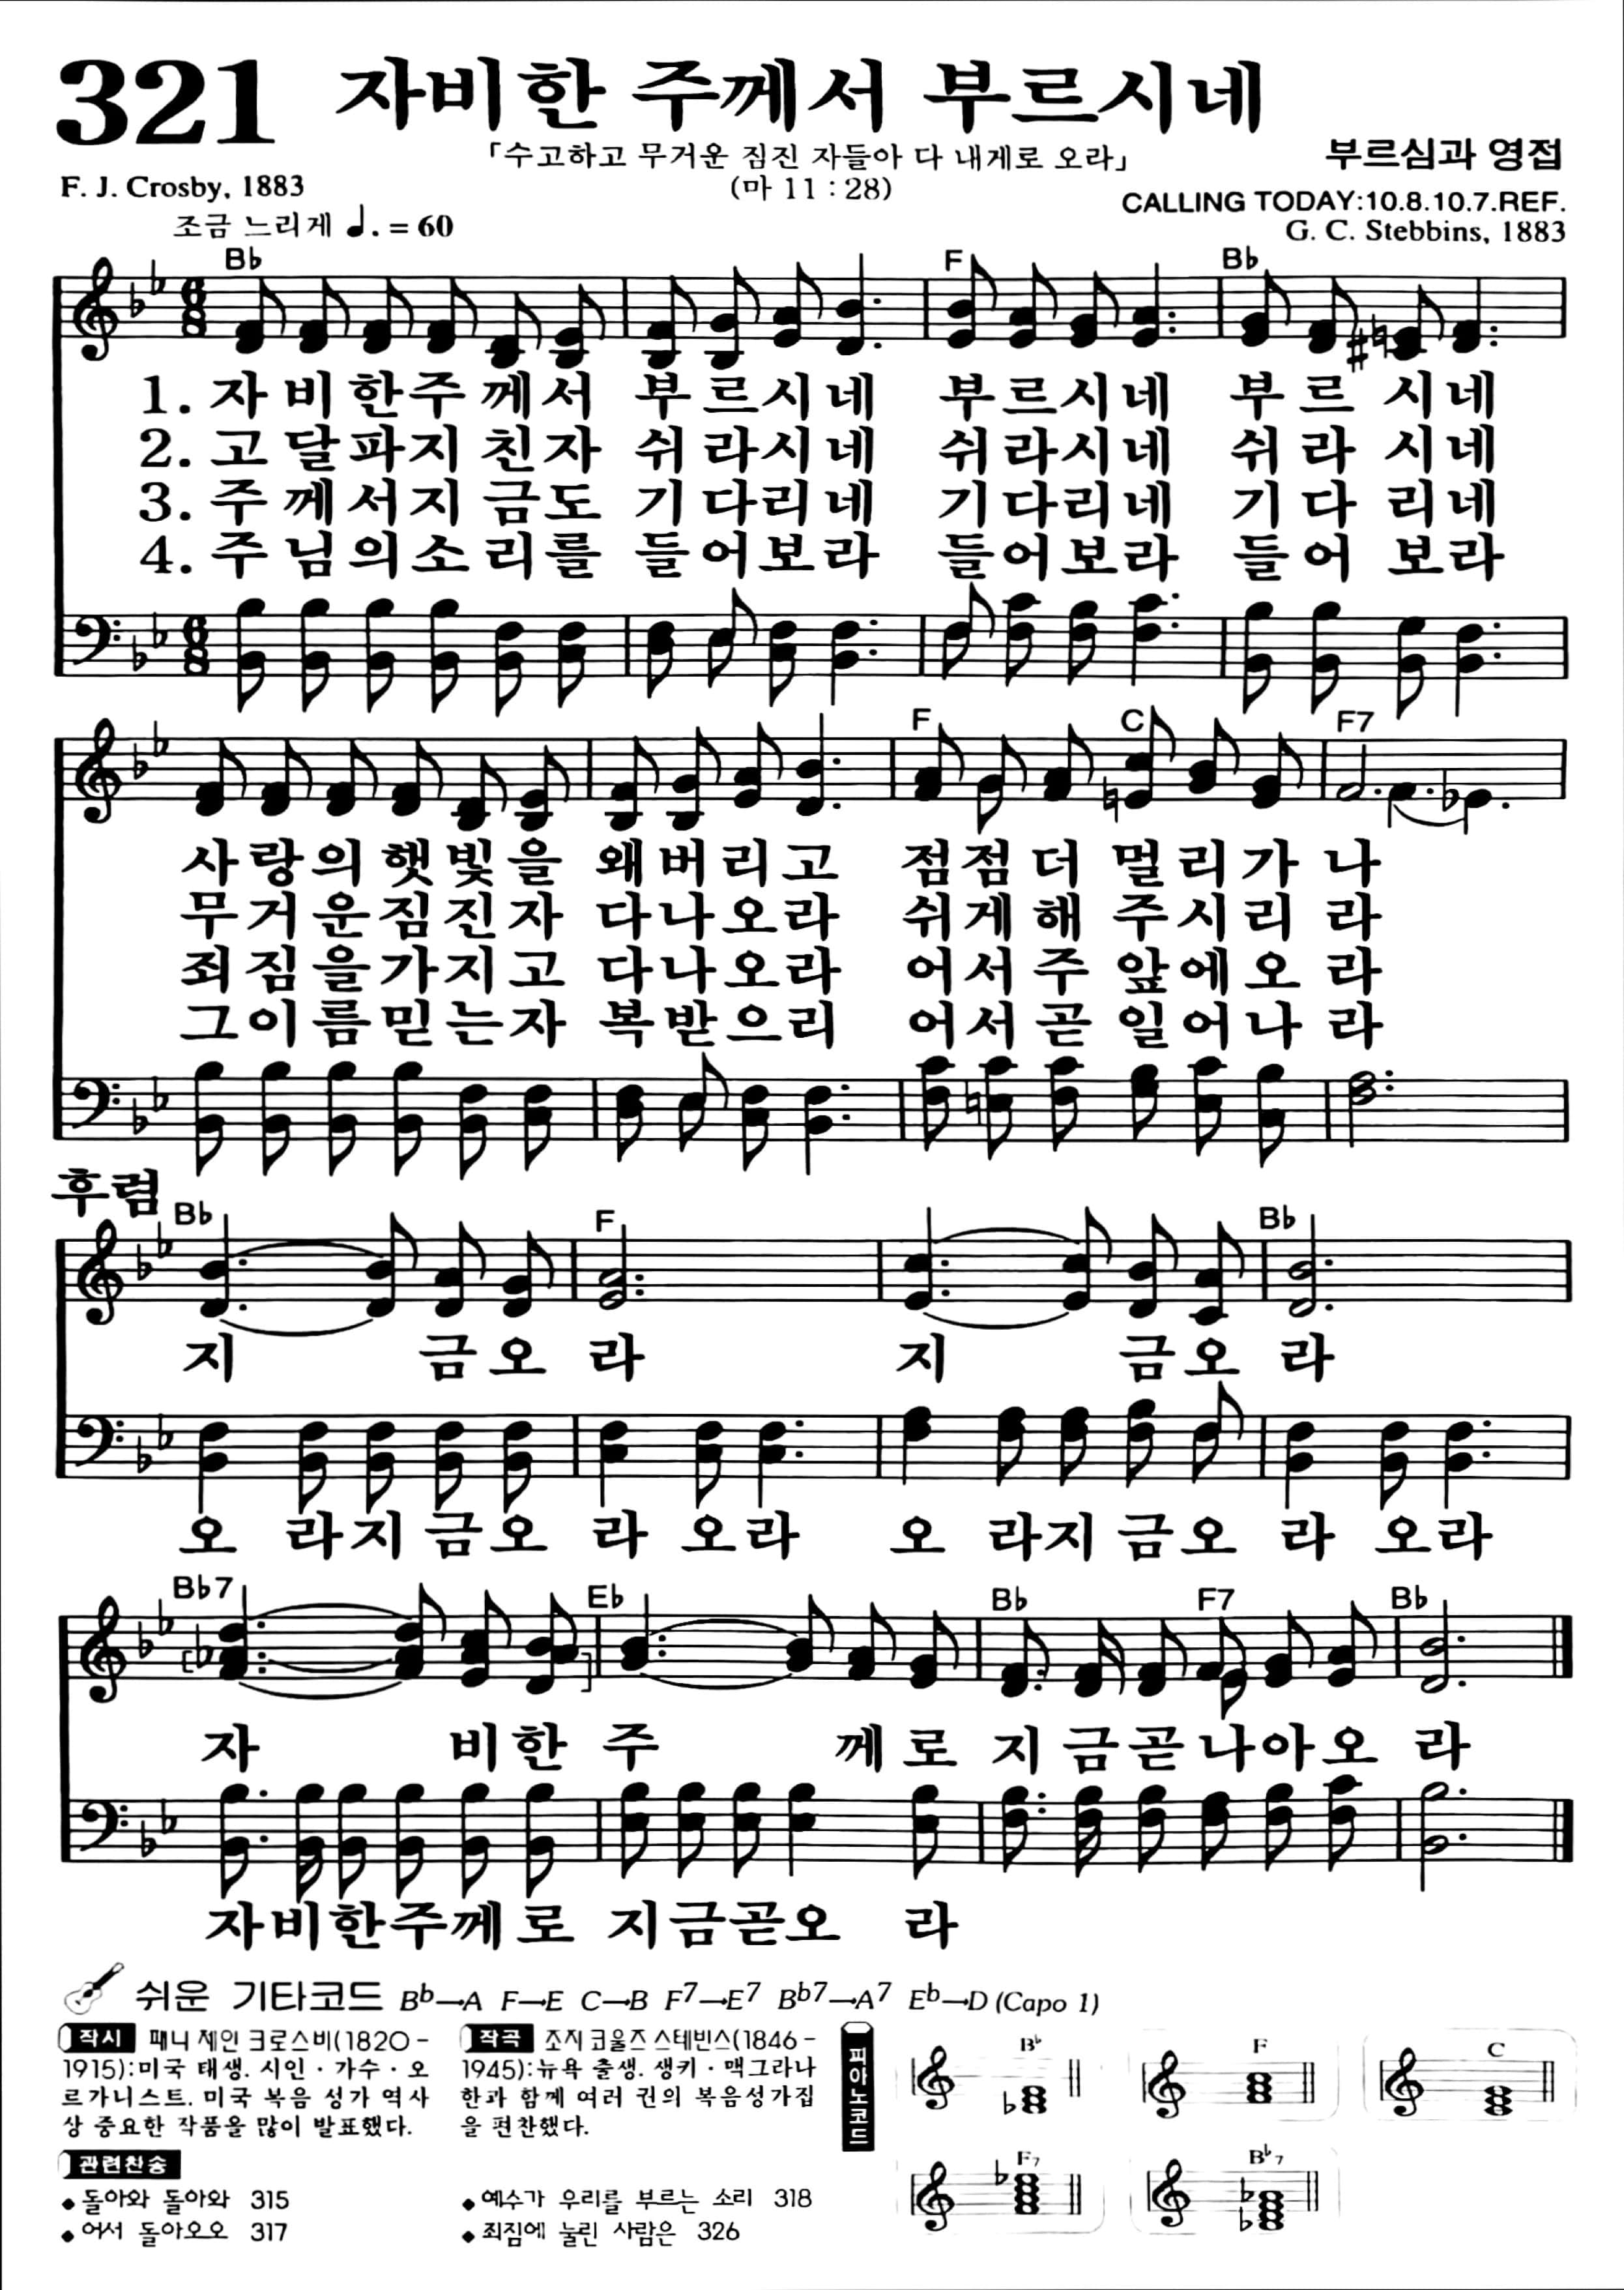 321 자비한 주께서 부르시네
「수고하고 무거운 짐진 자들아 다 내게로 오라」
(마 11 : 28)
부르심과 영접
F. J. Crosby, 1883
CALLING TODAY:10.8.10.7.REF.
조금 느리게 ♩. = 60
G. C. Stebbins, 1883
B♭ F B♭
1. 자비한주께서 부르시네 부르시네 부르시네
2. 고달파지친자 쉬라시네 쉬라시네 쉬라시네
3. 주께서지금도 기다리네 기다리네 기다리네
4. 주님의소리를 들어보라 들어보라 들어보라
F C F7
사랑의햇빛을 왜버리고 점점더멀리가나
무거운짐진자 다나오라 쉬게해주시리라
죄짐을가지고 다나오라 어서주앞에오라
그이름믿는자 복받으리 어서곧일어나라
후렴
B♭ F B♭
지 금오라 지 금오라
오 라지금오라 오라 오 라지금오라 오라
B♭7 E♭ B♭ F7 B♭
자 비한주 께로지금곧나아오라
자비한주께로 지금곧오 라
쉬운 기타코드 B♭→A F→E C→B F7→E7 B♭7→A7 E♭→D (Capo 1)
작시 패니 제인 크로스비(1820-
1915):미국 태생. 시인·가수·오
르가니스트. 미국 복음 성가 역사
상 중요한 작품을 많이 발표했다.
작곡 조지 코울즈 스테빈스(1846-
1945):뉴욕 출생. 생키·맥그라나
한과 함께 여러 권의 복음성가집
을 편찬했다.
관련찬송
◆돌아와 돌아와 315
◆어서 돌아오오 317
◆예수가 우리를 부르는 소리 318
◆죄짐에 눌린 사람은 326
피아노코드
B♭ F C
F7 B♭7